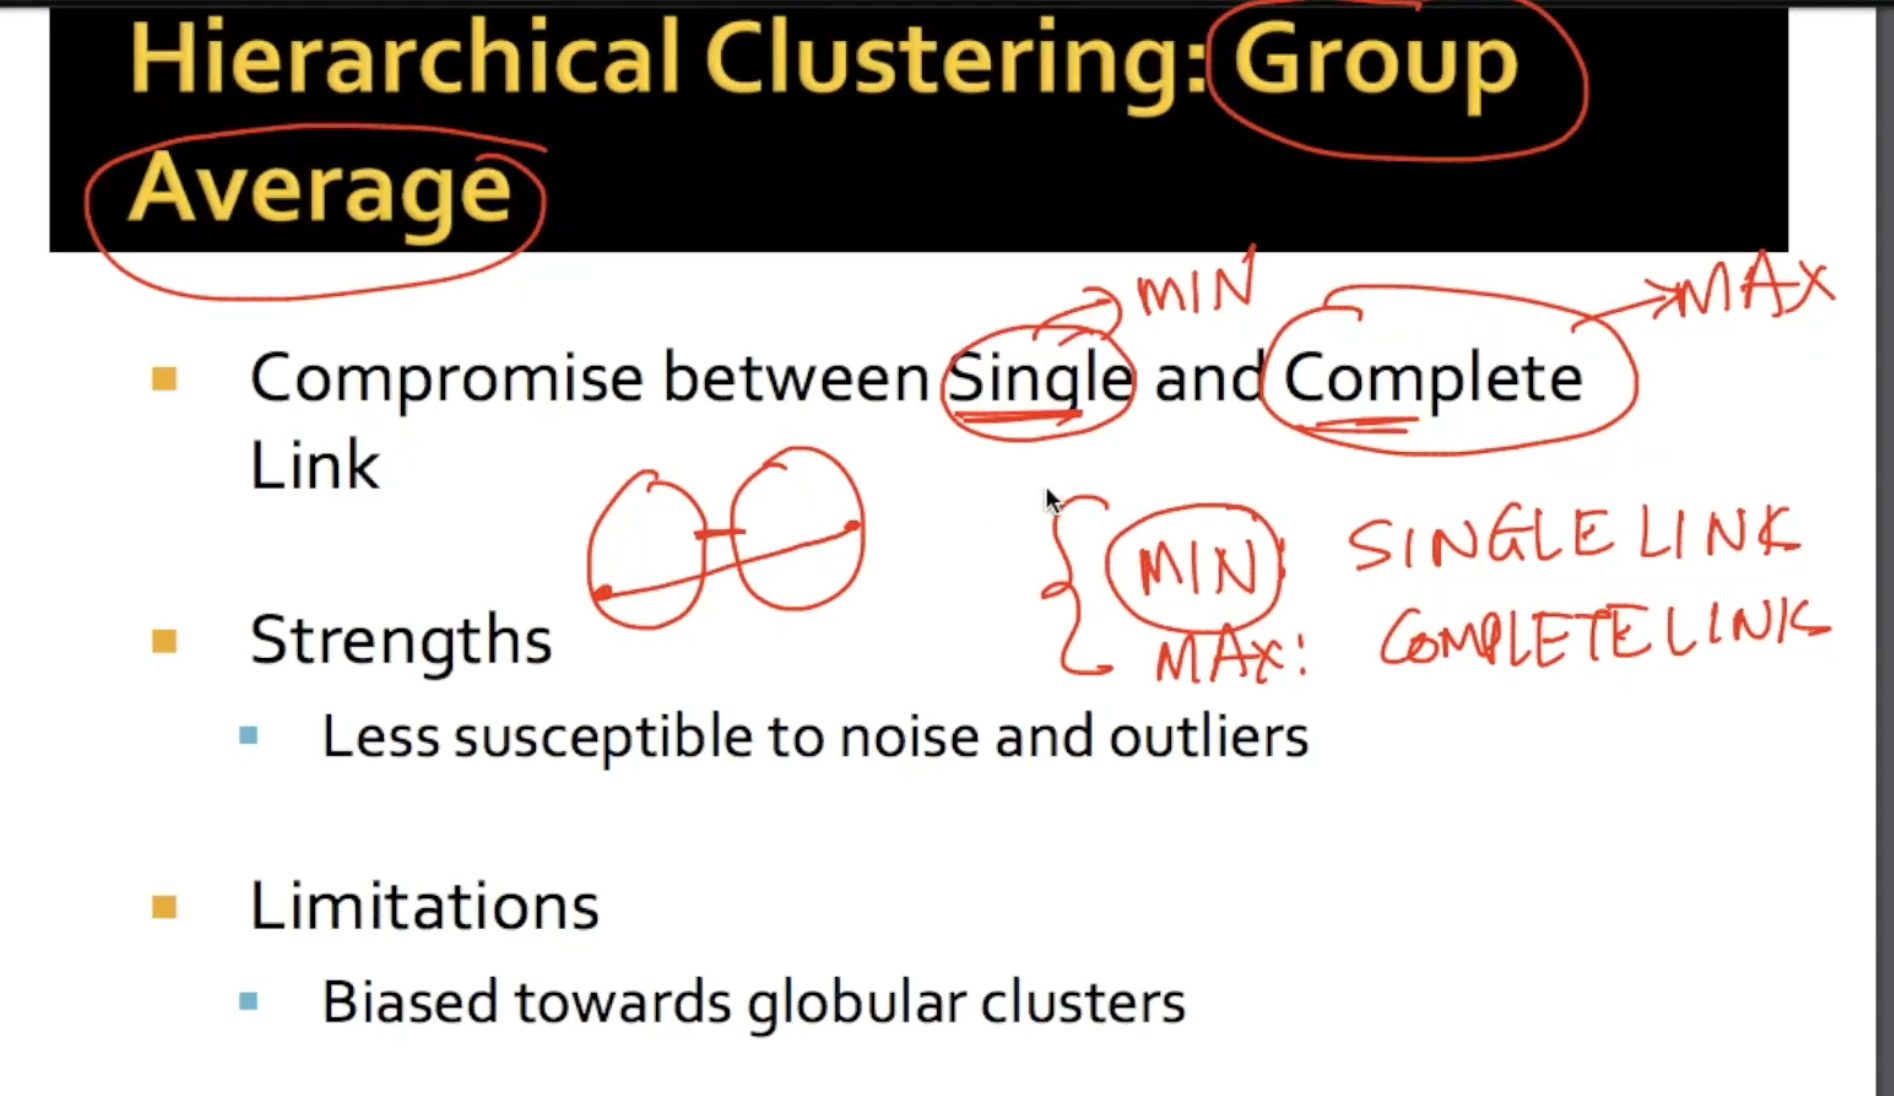 Hierarchical Clustering: Group
Average
MIN
MAX
Compromise between Single and Complete
Link
MIN: SINGLE LINK
MAX: COMPLETE LINK
Strengths
Less susceptible to noise and outliers
Limitations
Biased towards globular clusters